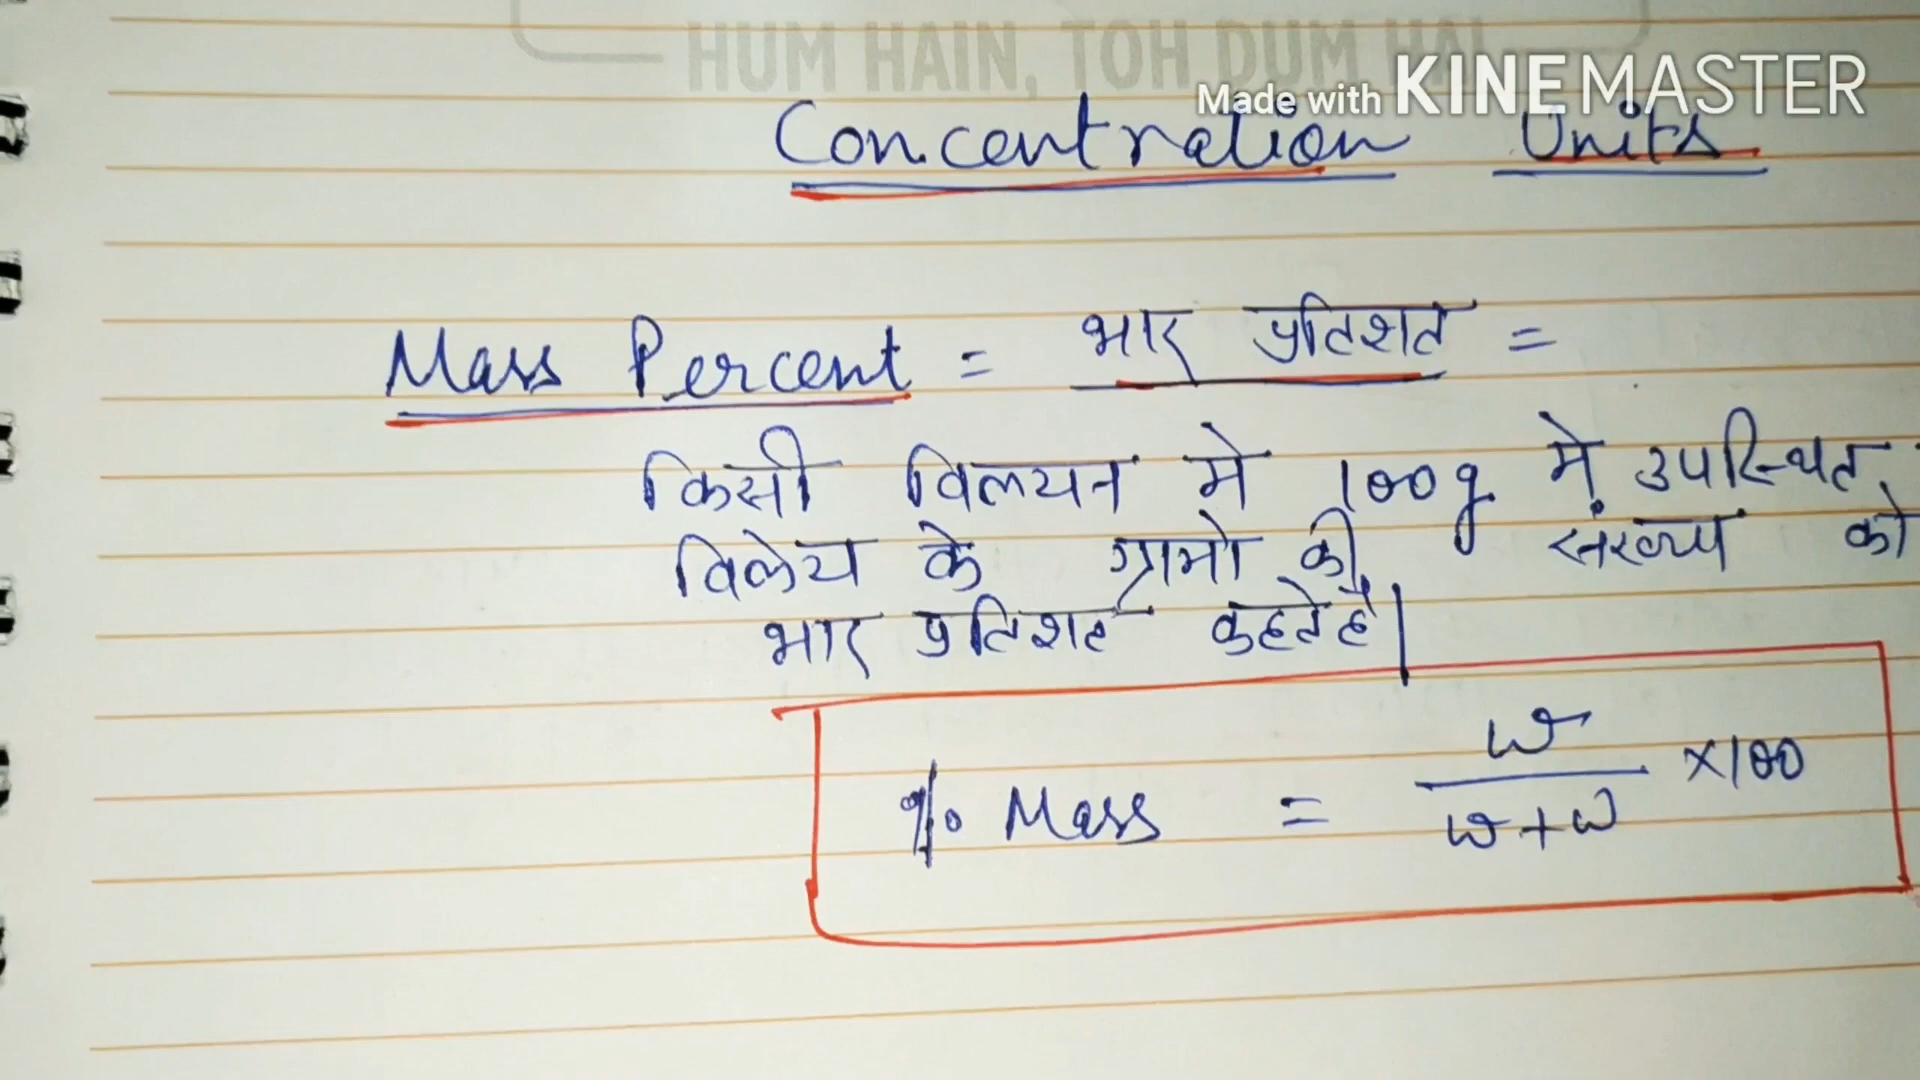 HUM HAIN, TOH DUM HAI
Made with KINEMASTER
Concentration Units
Mass Percent = भार प्रतिशत =
किसी विलयन मे 100g में उपस्थित
विलेय के ग्रामो की संख्या को
भार प्रतिशत कहते है।
% Mass = w/(w+W) ×100